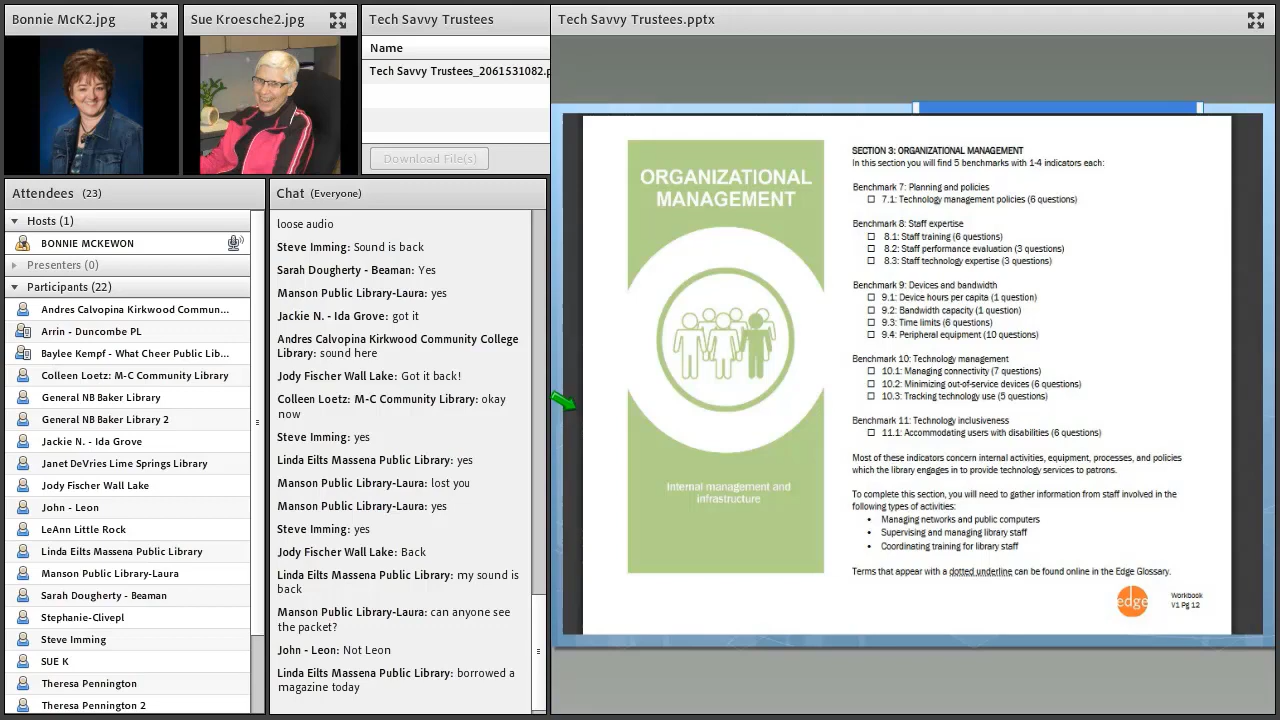 Bonnie McK2.jpg
Sue Kroesche2.jpg
Tech Savvy Trustees
Name
Tech Savvy Trustees_2061531082.p
Download File(s)
Attendees (23)
Hosts (1)
BONNIE MCKEWON
Presenters (0)
Participants (22)
Andres Calvopina Kirkwood Commun...
Arrin - Duncombe PL
Baylee Kempf - What Cheer Public Lib...
Colleen Loetz: M-C Community Library
General NB Baker Library
General NB Baker Library 2
Jackie N. - Ida Grove
Janet DeVries Lime Springs Library
Jody Fischer Wall Lake
John - Leon
LeAnn Little Rock
Linda Eilts Massena Public Library
Manson Public Library-Laura
Sarah Dougherty - Beaman
Stephanie-Clivepl
Steve Imming
SUE K
Theresa Pennington
Theresa Pennington 2
Chat (Everyone)
loose audio
Steve Imming: Sound is back
Sarah Dougherty - Beaman: Yes
Manson Public Library-Laura: yes
Jackie N. - Ida Grove: got it
Andres Calvopina Kirkwood Community College
Library: sound here
Jody Fischer Wall Lake: Got it back!
Colleen Loetz: M-C Community Library: okay
now
Steve Imming: yes
Linda Eilts Massena Public Library: yes
Manson Public Library-Laura: lost you
Manson Public Library-Laura: yes
Steve Imming: yes
Jody Fischer Wall Lake: Back
Linda Eilts Massena Public Library: my sound is
back
Manson Public Library-Laura: can anyone see
the packet?
John - Leon: Not Leon
Linda Eilts Massena Public Library: borrowed a
magazine today
Tech Savvy Trustees.pptx
ORGANIZATIONAL
MANAGEMENT
Internal management and
infrastructure
SECTION 3: ORGANIZATIONAL MANAGEMENT
In this section you will find 5 benchmarks with 1-4 indicators each:
Benchmark 7: Planning and policies
7.1: Technology management policies (6 questions)
Benchmark 8: Staff expertise
8.1: Staff training (6 questions)
8.2: Staff performance evaluation (3 questions)
8.3: Staff technology expertise (3 questions)
Benchmark 9: Devices and bandwidth
9.1: Device hours per capita (1 question)
9.2: Bandwidth capacity (1 question)
9.3: Time limits (6 questions)
9.4: Peripheral equipment (10 questions)
Benchmark 10: Technology management
10.1: Managing connectivity (7 questions)
10.2: Minimizing out-of-service devices (6 questions)
10.3: Tracking technology use (5 questions)
Benchmark 11: Technology inclusiveness
11.1: Accommodating users with disabilities (6 questions)
Most of these indicators concern internal activities, equipment, processes, and policies
which the library engages in to provide technology services to patrons.
To complete this section, you will need to gather information from staff involved in the
following types of activities:
• Managing networks and public computers
• Supervising and managing library staff
• Coordinating training for library staff
Terms that appear with a dotted underline can be found online in the Edge Glossary.
edge
Workbook
V1 Pg 12